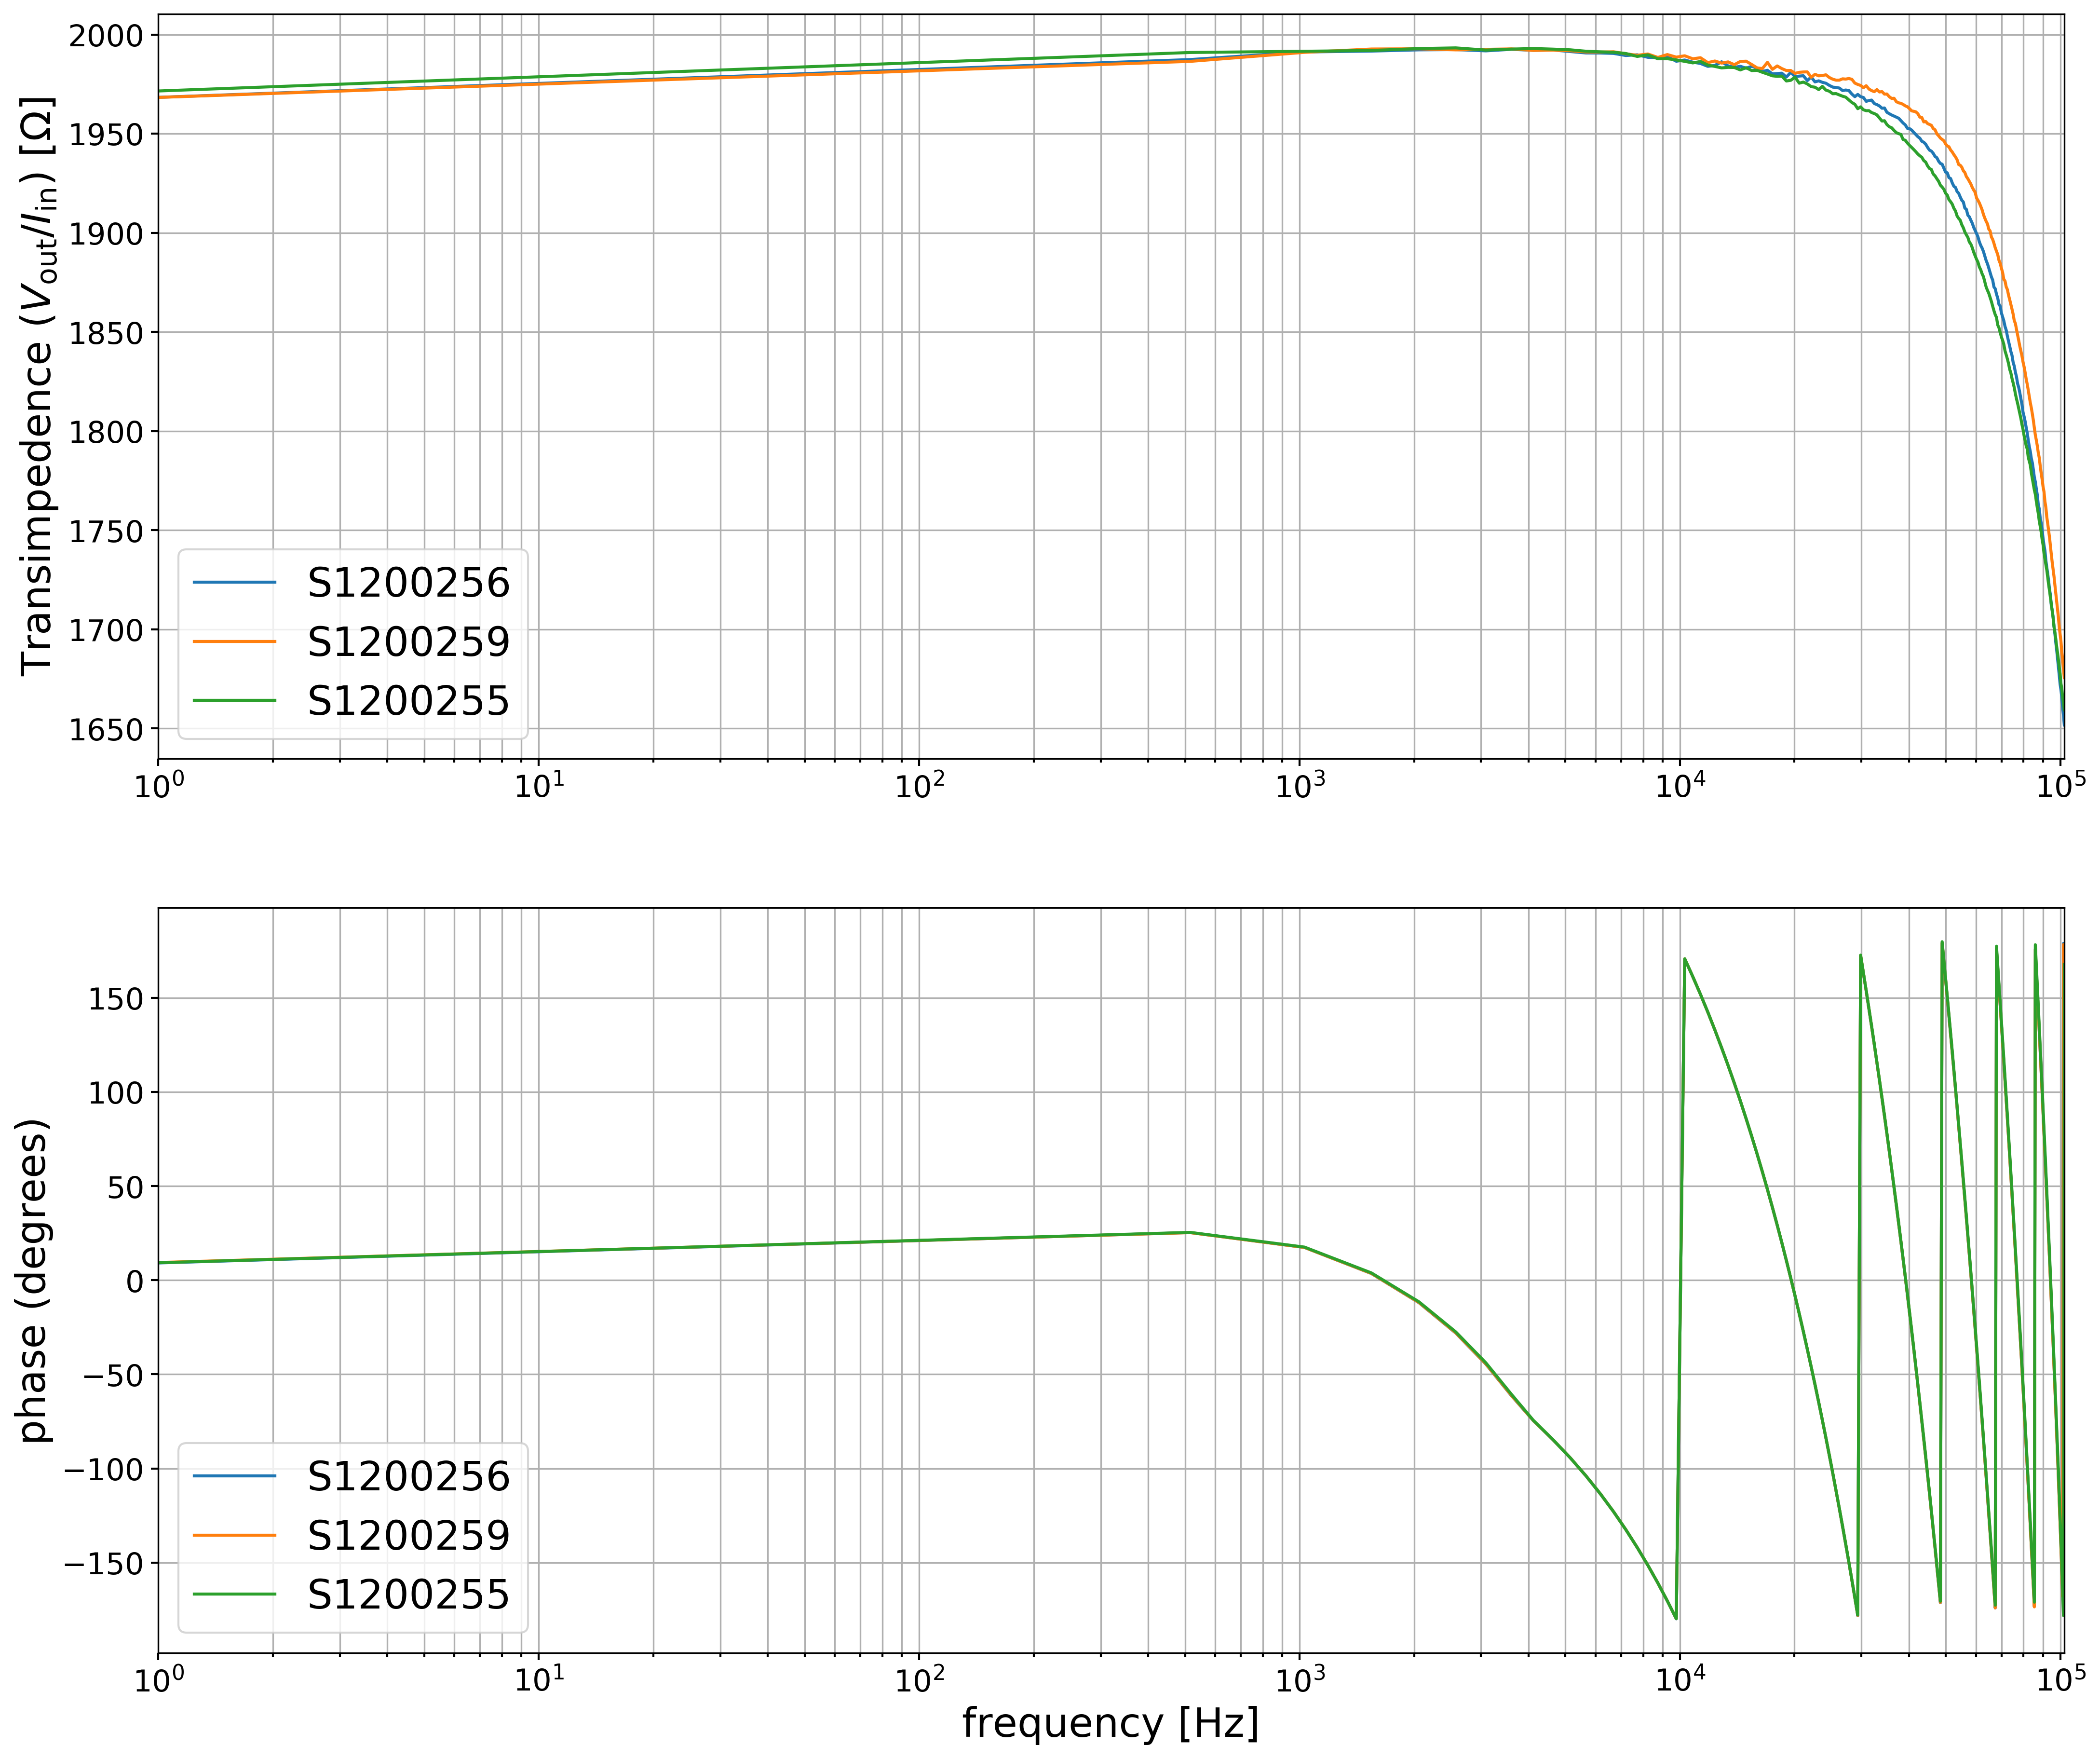 Transimpedence (V_out/I_in) [Ω]
2000
1950
1900
1850
1800
1750
1700
1650
S1200256
S1200259
S1200255
10^0 10^1 10^2 10^3 10^4 10^5
phase (degrees)
150
100
50
0
−50
−100
−150
S1200256
S1200259
S1200255
10^0 10^1 10^2 10^3 10^4 10^5
frequency [Hz]